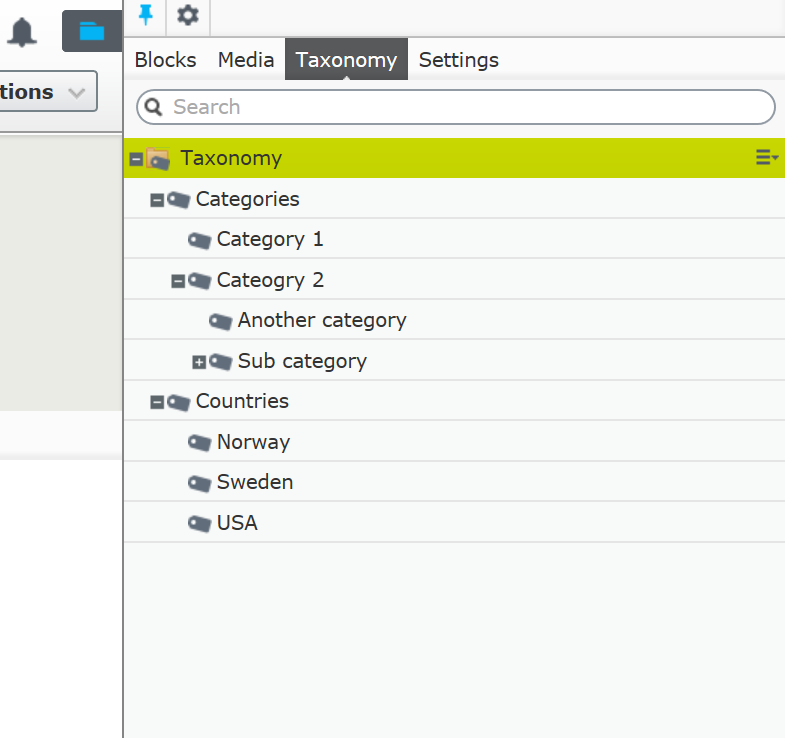 tions
Blocks Media Taxonomy Settings
Search
Taxonomy
Categories
Category 1
Cateogry 2
Another category
Sub category
Countries
Norway
Sweden
USA